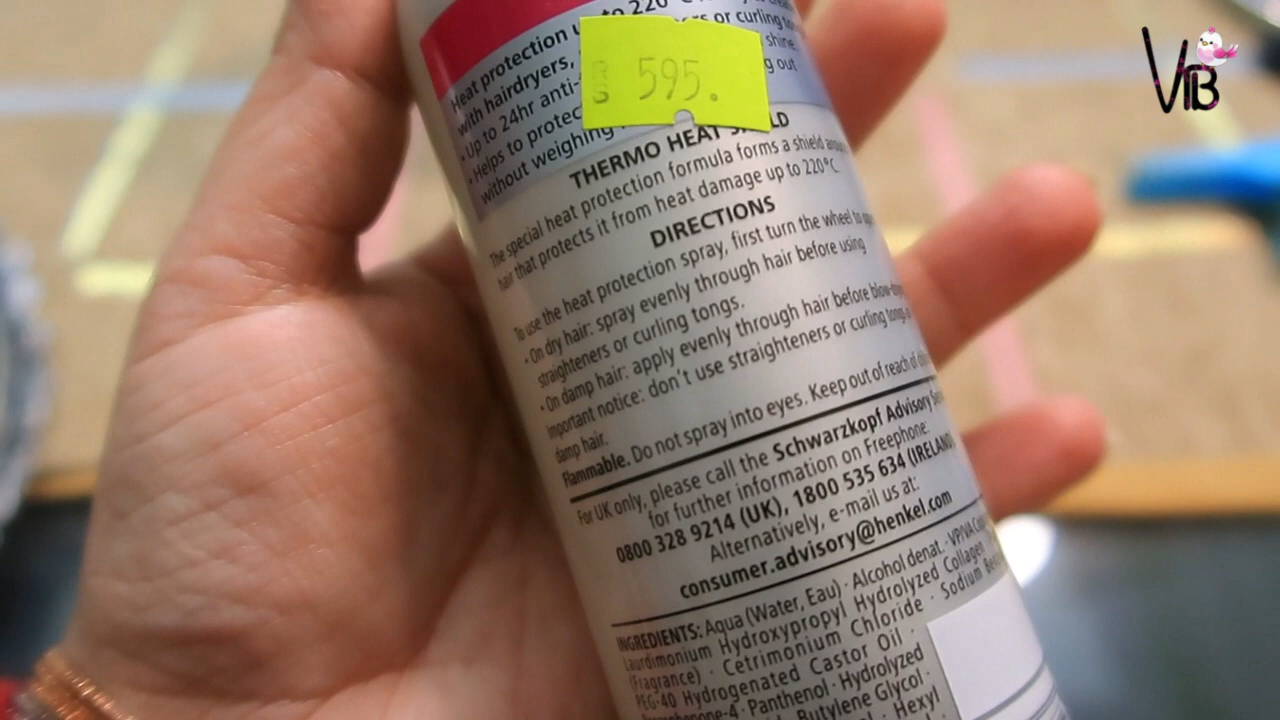 Heat protection up to 220°
with hairdryers, or curling
• Up to 24hr anti- shine
• Helps to protect out
without weighing
฿ 595.
THERMO HEAT SHIELD
The special heat protection formula forms a shield
hair that protects it from heat damage up to 220°C.
DIRECTIONS
To use the heat protection spray, first turn the wheel to
• On dry hair: spray evenly through hair before using
straighteners or curling tongs.
• On damp hair: apply evenly through hair before
Important notice: don't use straighteners or curling tongs
damp hair.
Flammable. Do not spray into eyes. Keep out of reach of
For UK only, please call the Schwarzkopf Advisory
for further information on Freephone:
0800 328 9214 (UK), 1800 535 634 (IRELAND)
Alternatively, e-mail us at:
consumer.advisory@henkel.com
INGREDIENTS: Aqua (Water, Eau) · Alcohol denat. · VP/VA
Laurdimonium Hydroxypropyl Hydrolyzed Collagen
(Fragrance) · Cetrimonium Chloride · Sodium
PEG-40 Hydrogenated Castor Oil ·
Panthenol · Hydrolyzed
Butylene Glycol ·
Hexyl